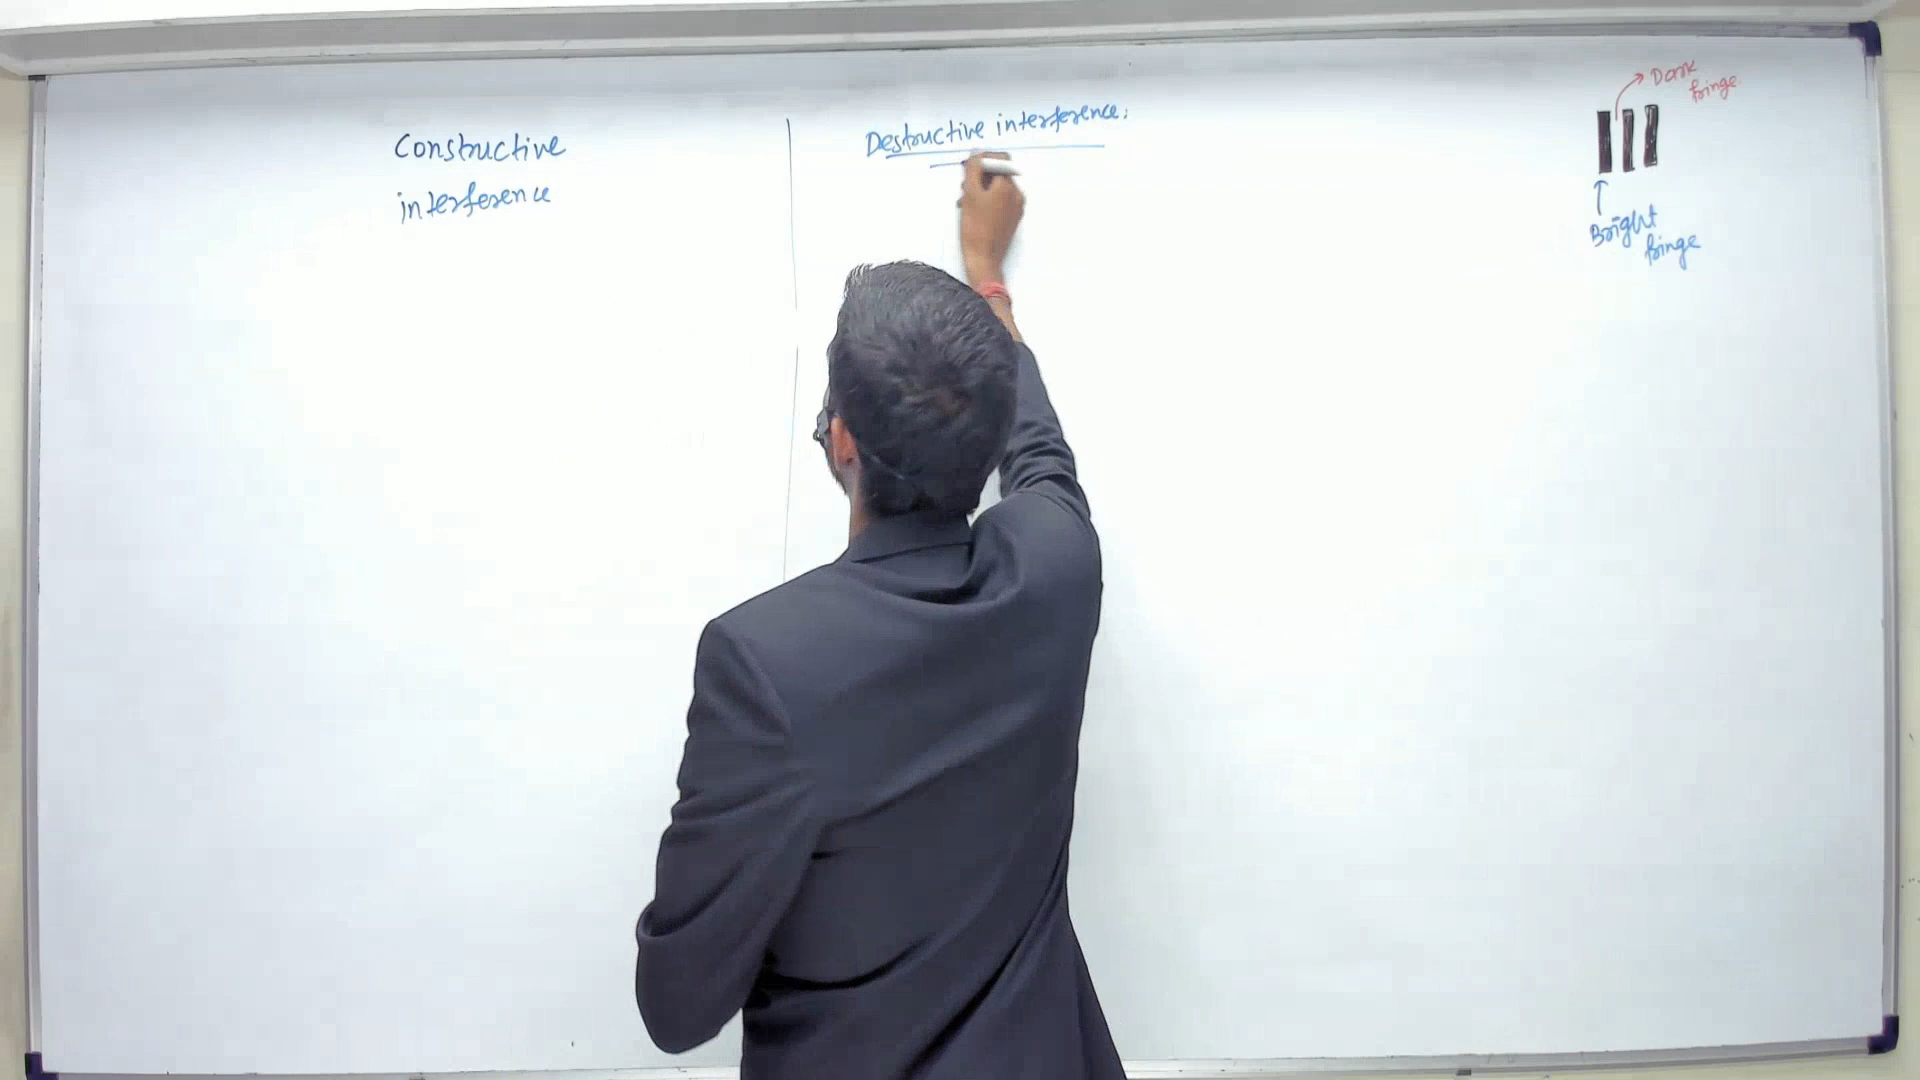 Constructive
interference
Destructive interference:
Dark
fringe
Bright
fringe